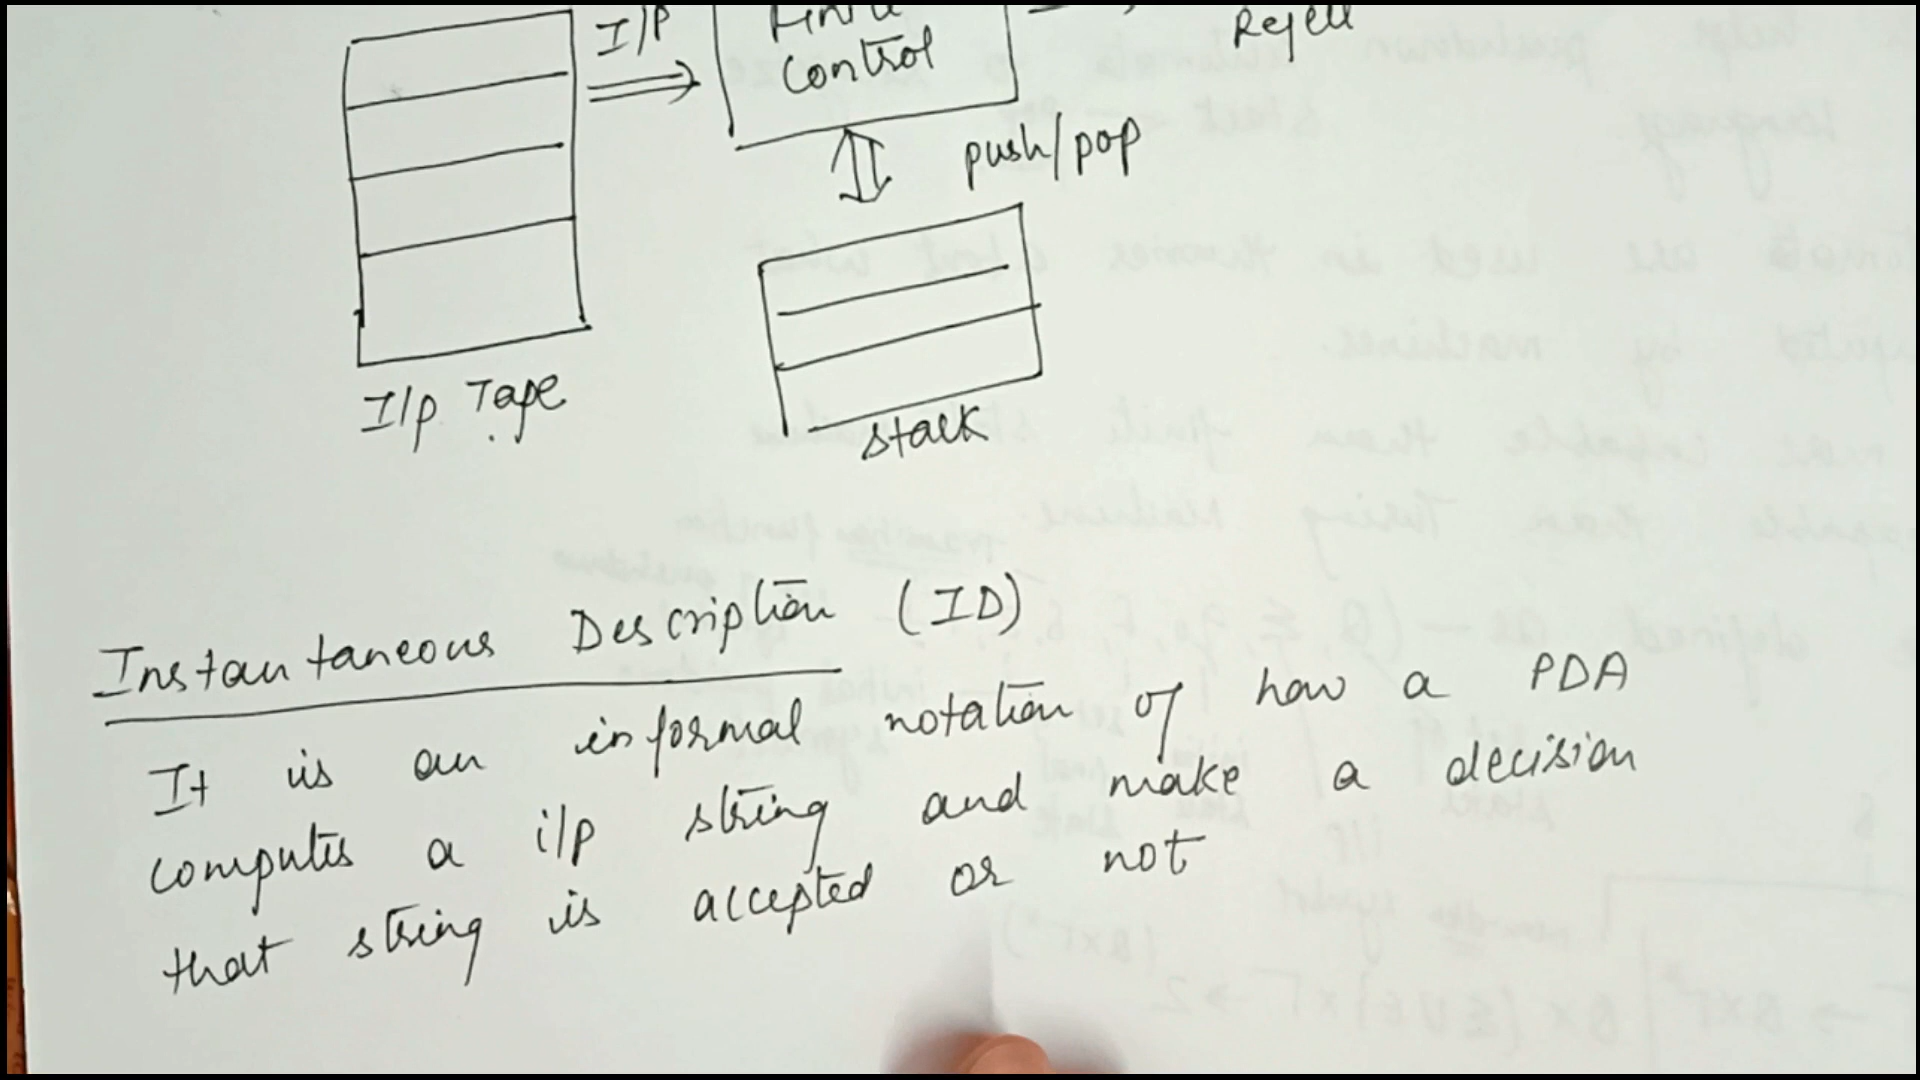 I/P
Finite
control
Reject
push/pop
I/p Tape
stack
Instantaneous Description (ID)
It is an informal notation of how a PDA
computes a i/p string and make a decision
that string is accepted or not